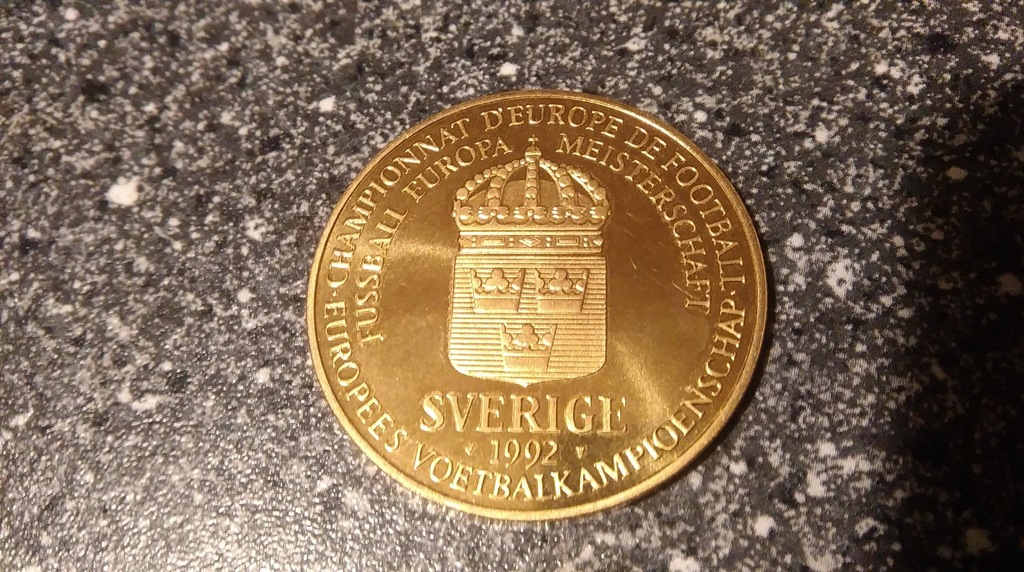 CHAMPIONNAT D'EUROPE DE FOOTBALL
FUSSBALL EUROPA MEISTERSCHAFT
SVERIGE
1992
EUROPEES VOETBALKAMPIOENSCHAP